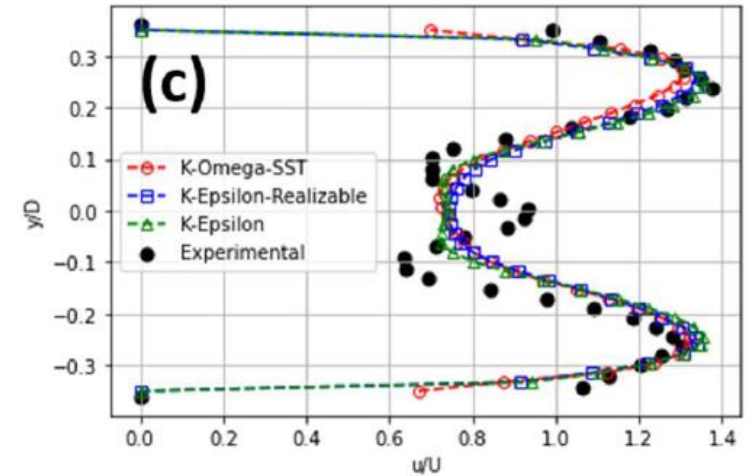 (c)
K-Omega-SST
K-Epsilon-Realizable
K-Epsilon
Experimental
y/D
0.3
0.2
0.1
0.0
−0.1
−0.2
−0.3
0.0 0.2 0.4 0.6 0.8 1.0 1.2 1.4
u/U